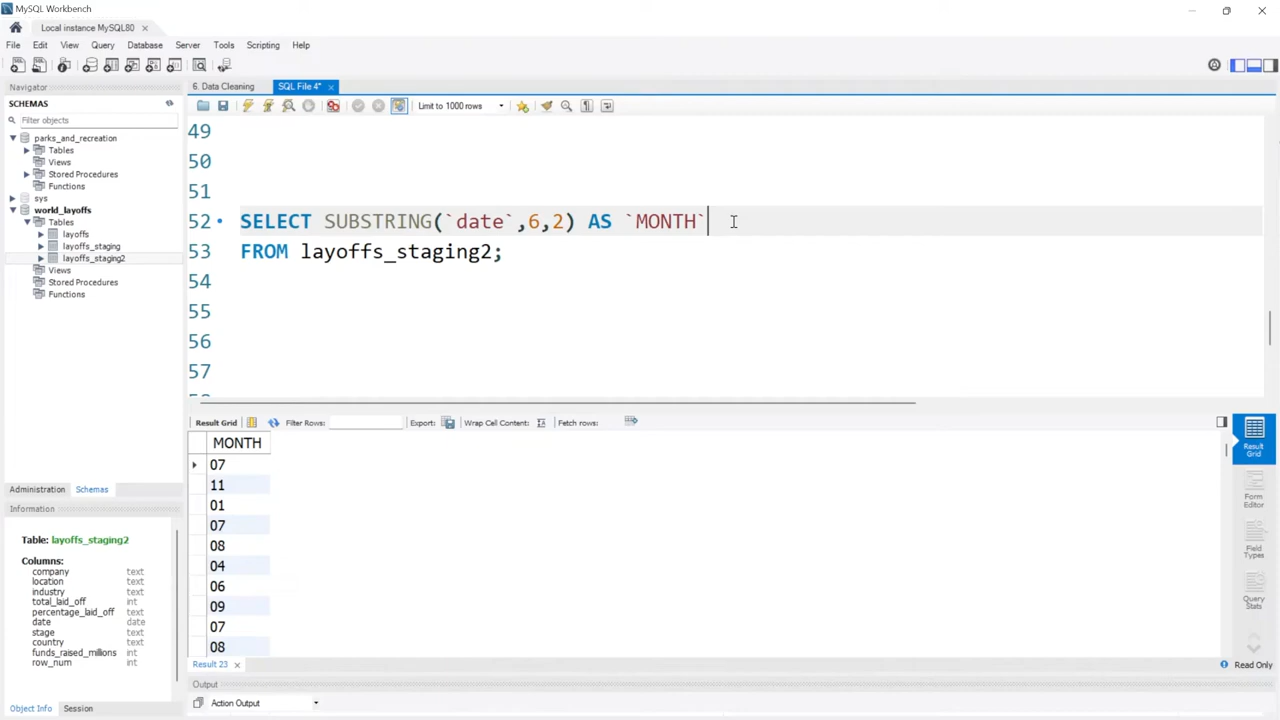 MySQL Workbench
Local instance MySQL80
File Edit View Query Database Server Tools Scripting Help
Navigator
SCHEMAS
Filter objects
parks_and_recreation
Tables
Views
Stored Procedures
Functions
sys
world_layoffs
Tables
layoffs
layoffs_staging
layoffs_staging2
Views
Stored Procedures
Functions
Administration Schemas
Information
Table: layoffs_staging2
Columns:
company text
location text
industry text
total_laid_off int
percentage_laid_off text
date date
stage text
country text
funds_raised_millions int
row_num int
Object Info Session
6. Data Cleaning SQL File 4*
Limit to 1000 rows
49
50
51
52 SELECT SUBSTRING(`date`,6,2) AS `MONTH`
53 FROM layoffs_staging2;
54
55
56
57
Result Grid Filter Rows: Export: Wrap Cell Content: Fetch rows:
MONTH
07
11
01
07
08
04
06
09
07
08
Result Grid
Form Editor
Field Types
Query Stats
Result 23 Read Only
Output
Action Output